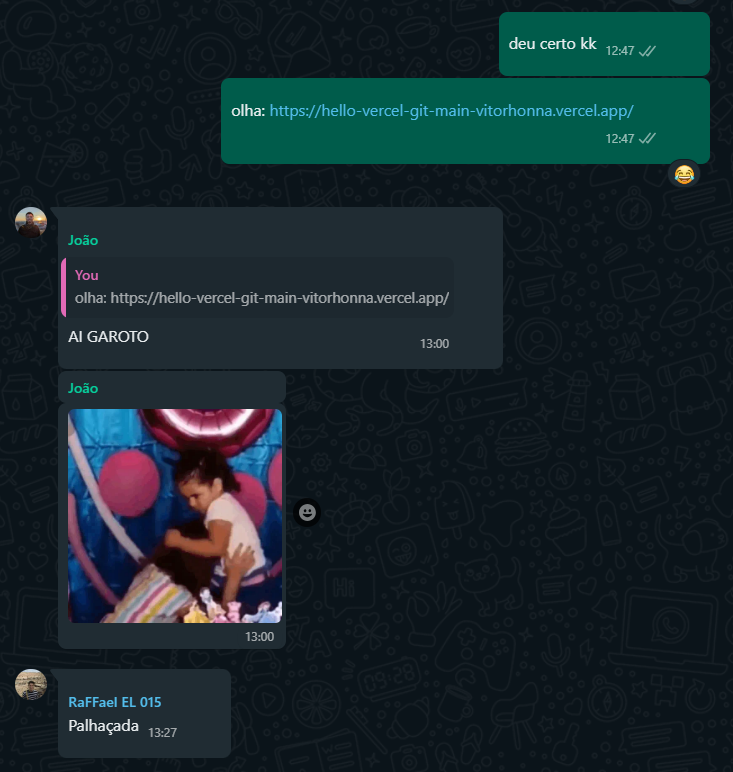 deu certo kk 12:47
olha: https://hello-vercel-git-main-vitorhonna.vercel.app/
12:47
João
You
olha: https://hello-vercel-git-main-vitorhonna.vercel.app/
AI GAROTO
13:00
João
13:00
RaFFael EL 015
Palhaçada 13:27